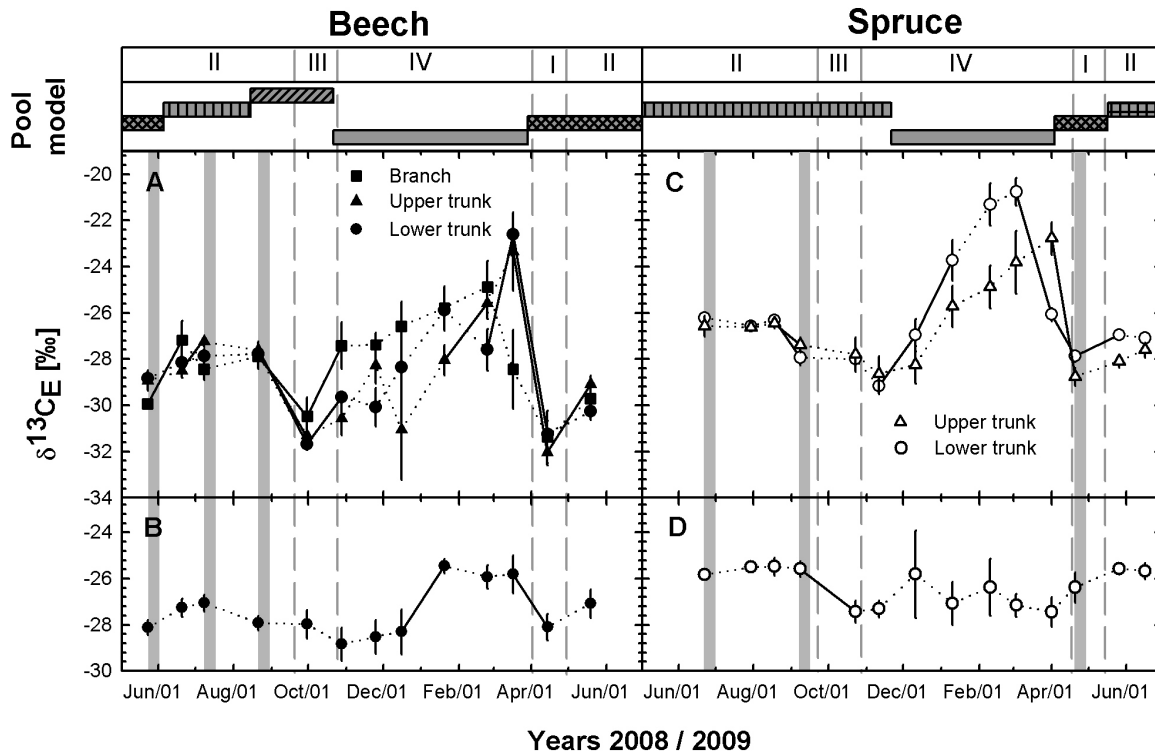 Beech Spruce
II III IV I II II III IV I II
Pool model
A C
Branch
Upper trunk
Lower trunk
Upper trunk
Lower trunk
-20
-22
-24
-26
-28
-30
-32
-34
δ13CE [‰]
B D
-24
-26
-28
-30
Jun/01 Aug/01 Oct/01 Dec/01 Feb/01 Apr/01 Jun/01 Jun/01 Aug/01 Oct/01 Dec/01 Feb/01 Apr/01 Jun/01
Years 2008 / 2009